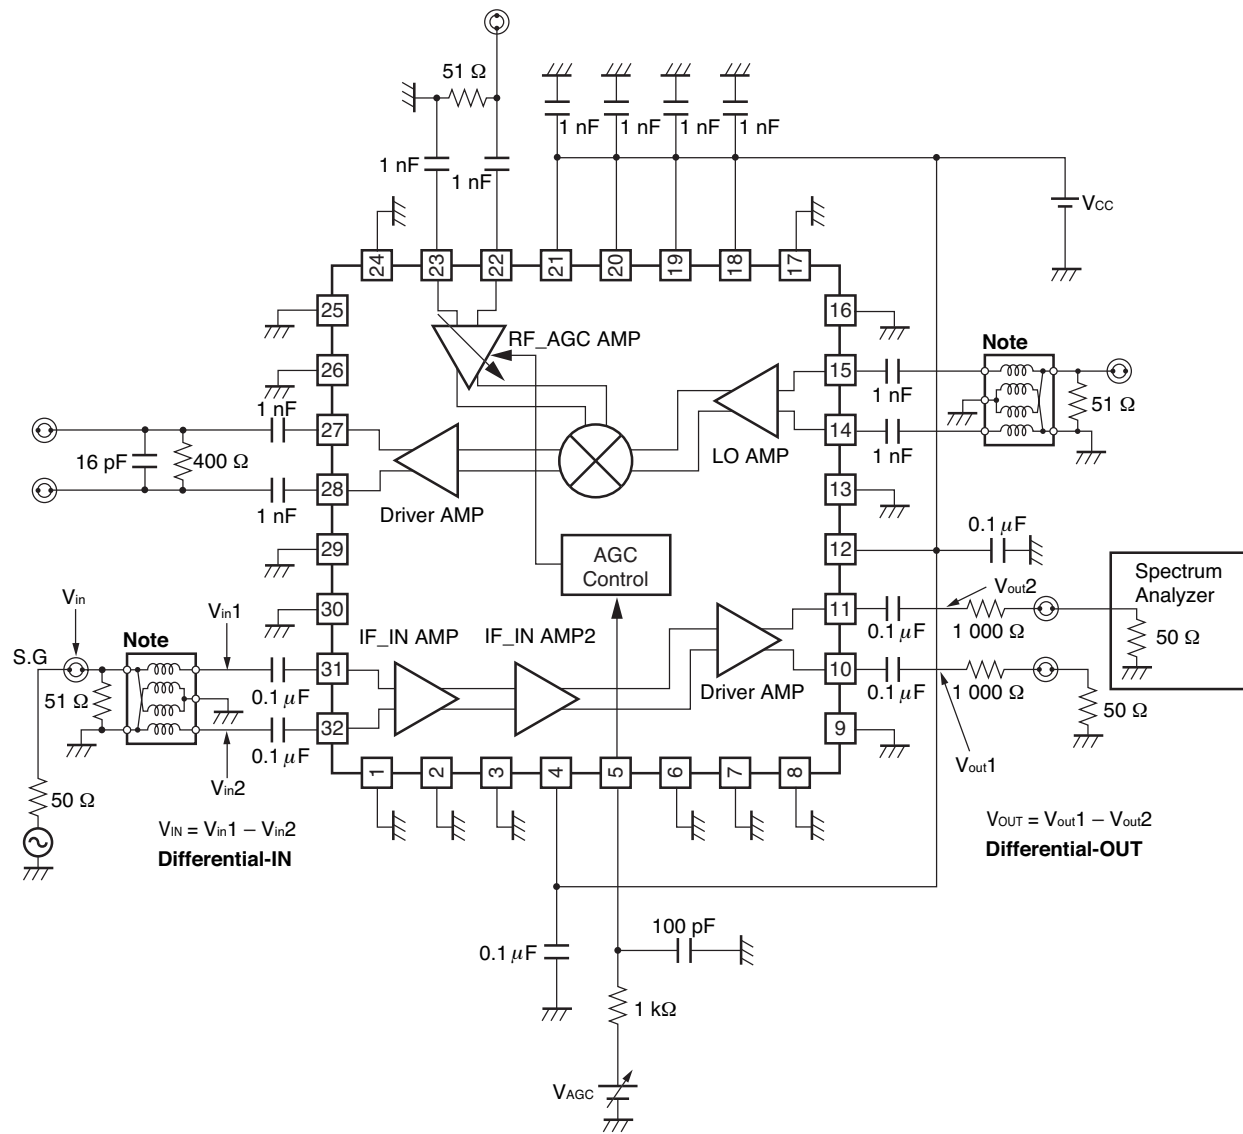 51 Ω
1 nF
1 nF
1 nF
1 nF
1 nF
1 nF
VCC
24
23
22
21
20
19
18
17
25
26
27
28
29
30
31
32
16
15
14
13
12
11
10
9
1
2
3
4
5
6
7
8
RF_AGC AMP
LO AMP
Driver AMP
AGC
Control
IF_IN AMP
IF_IN AMP2
Driver AMP
1 nF
1 nF
16 pF
400 Ω
1 nF
1 nF
Note
51 Ω
0.1 µF
Vout2
0.1 µF
1 000 Ω
0.1 µF
1 000 Ω
Vout1
Spectrum
Analyzer
50 Ω
50 Ω
Vin
Vin1
Note
S.G
51 Ω
0.1 µF
0.1 µF
Vin2
50 Ω
VIN = Vin1 – Vin2
Differential-IN
VOUT = Vout1 – Vout2
Differential-OUT
0.1 µF
100 pF
1 kΩ
VAGC